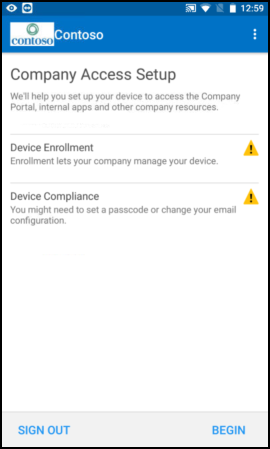 12:59
contoso
Contoso
Company Access Setup
We'll help you set up your device to access the Company
Portal, internal apps and other company resources.
Device Enrollment
Enrollment lets your company manage your device.
Device Compliance
You might need to set a passcode or change your email
configuration.
SIGN OUT
BEGIN